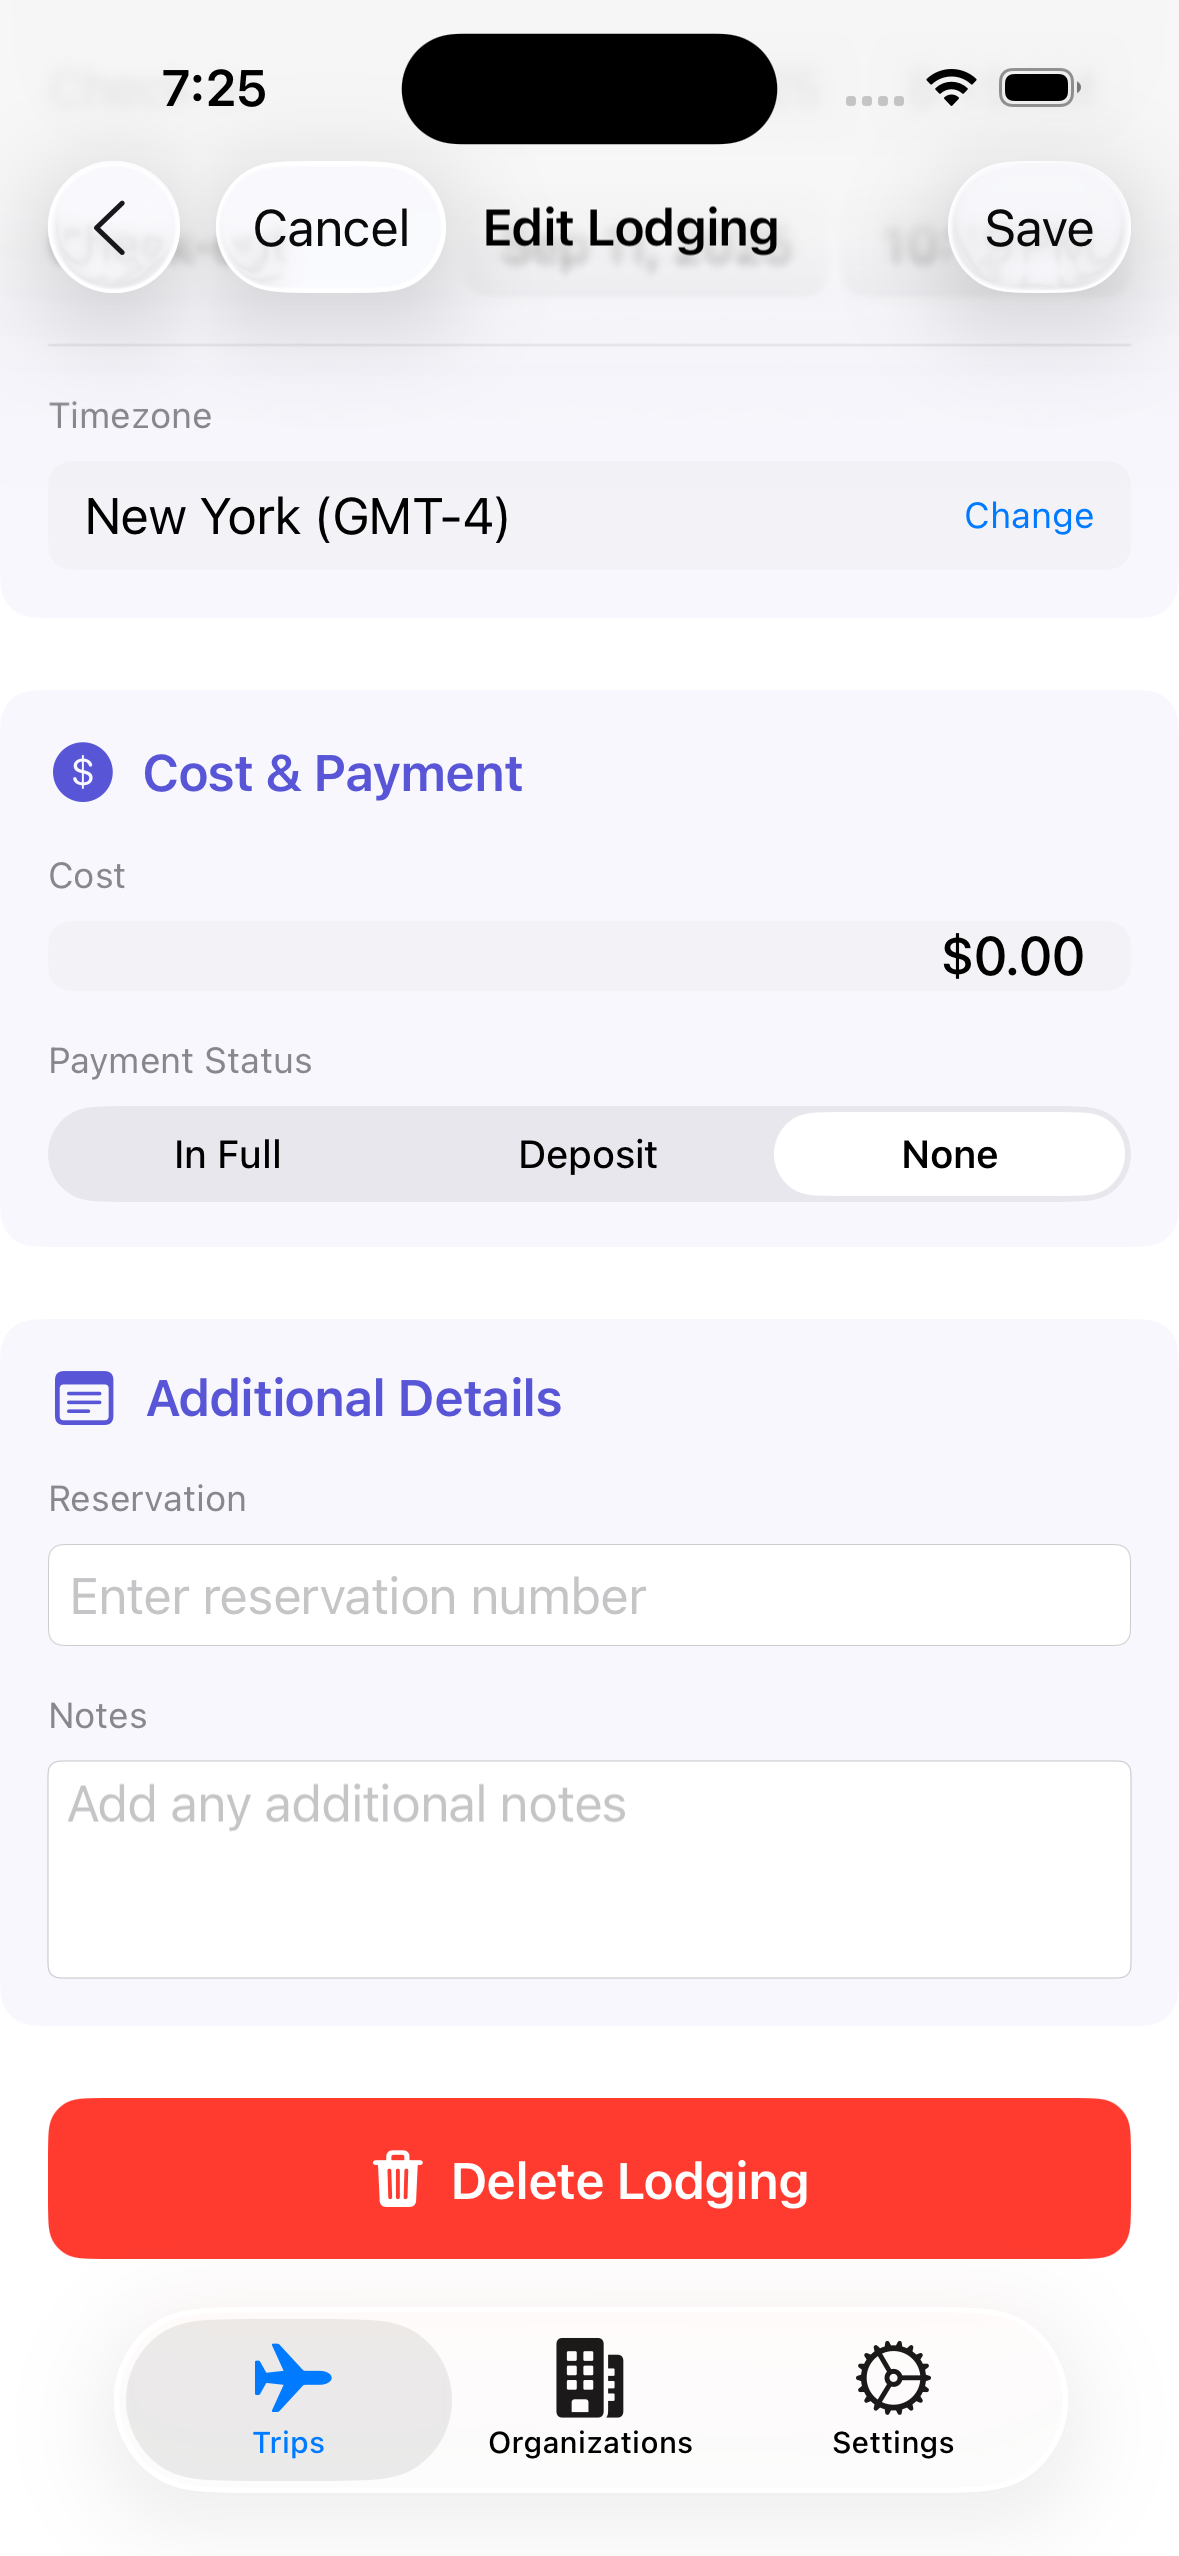 7:25
Cancel
Edit Lodging
Save
Timezone
New York (GMT-4)
Change
$
Cost & Payment
Cost
$0.00
Payment Status
In Full
Deposit
None
Additional Details
Reservation
Enter reservation number
Notes
Add any additional notes
Delete Lodging
Trips
Organizations
Settings